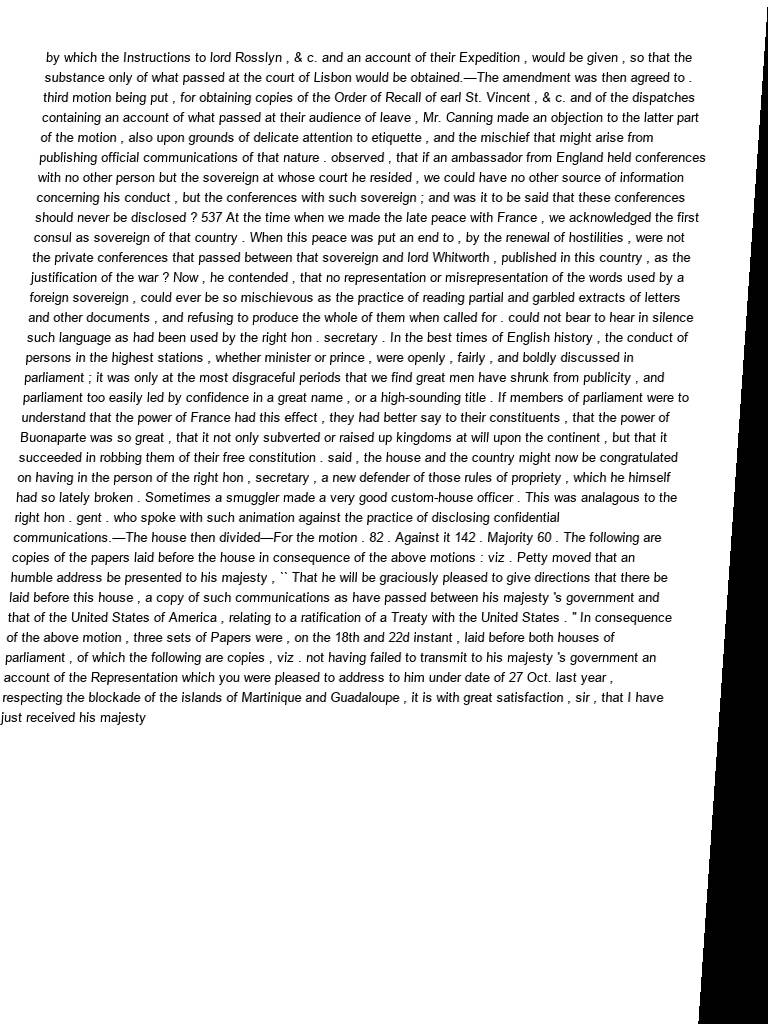 by which the Instructions to lord Rosslyn , & c. and an account of their Expedition , would be given , so that the
substance only of what passed at the court of Lisbon would be obtained.—The amendment was then agreed to .
third motion being put , for obtaining copies of the Order of Recall of earl St. Vincent , & c. and of the dispatches
containing an account of what passed at their audience of leave , Mr. Canning made an objection to the latter part
of the motion , also upon grounds of delicate attention to etiquette , and the mischief that might arise from
publishing official communications of that nature . observed , that if an ambassador from England held conferences
with no other person but the sovereign at whose court he resided , we could have no other source of information
concerning his conduct , but the conferences with such sovereign ; and was it to be said that these conferences
should never be disclosed ? 537 At the time when we made the late peace with France , we acknowledged the first
consul as sovereign of that country . When this peace was put an end to , by the renewal of hostilities , were not
the private conferences that passed between that sovereign and lord Whitworth , published in this country , as the
justification of the war ? Now , he contended , that no representation or misrepresentation of the words used by a
foreign sovereign , could ever be so mischievous as the practice of reading partial and garbled extracts of letters
and other documents , and refusing to produce the whole of them when called for . could not bear to hear in silence
such language as had been used by the right hon . secretary . In the best times of English history , the conduct of
persons in the highest stations , whether minister or prince , were openly , fairly , and boldly discussed in
parliament ; it was only at the most disgraceful periods that we find great men have shrunk from publicity , and
parliament too easily led by confidence in a great name , or a high-sounding title . If members of parliament were to
understand that the power of France had this effect , they had better say to their constituents , that the power of
Buonaparte was so great , that it not only subverted or raised up kingdoms at will upon the continent , but that it
succeeded in robbing them of their free constitution . said , the house and the country might now be congratulated
on having in the person of the right hon , secretary , a new defender of those rules of propriety , which he himself
had so lately broken . Sometimes a smuggler made a very good custom-house officer . This was analagous to the
right hon . gent . who spoke with such animation against the practice of disclosing confidential
communications.—The house then divided—For the motion . 82 . Against it 142 . Majority 60 . The following are
copies of the papers laid before the house in consequence of the above motions : viz . Petty moved that an
humble address be presented to his majesty , `` That he will be graciously pleased to give directions that there be
laid before this house , a copy of such communications as have passed between his majesty 's government and
that of the United States of America , relating to a ratification of a Treaty with the United States . " In consequence
of the above motion , three sets of Papers were , on the 18th and 22d instant , laid before both houses of
parliament , of which the following are copies , viz . not having failed to transmit to his majesty 's government an
account of the Representation which you were pleased to address to him under date of 27 Oct. last year ,
respecting the blockade of the islands of Martinique and Guadaloupe , it is with great satisfaction , sir , that I have
just received his majesty